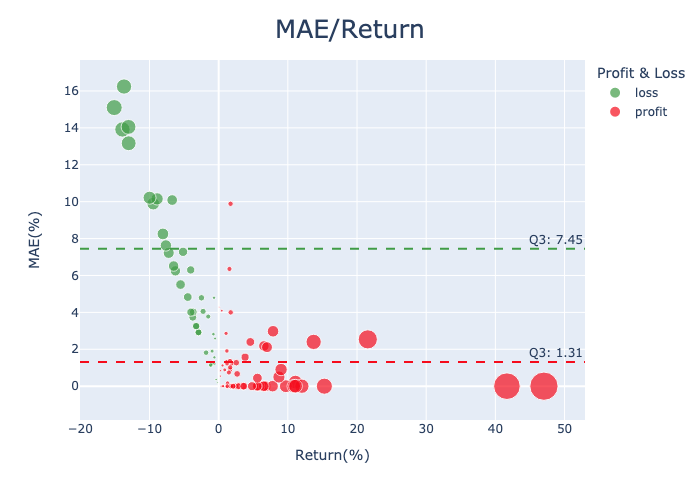 MAE/Return
Profit & Loss
loss
profit
MAE(%)
16
14
12
10
8
6
4
2
0
Q3: 7.45
Q3: 1.31
−20
−10
0
10
20
30
40
50
Return(%)